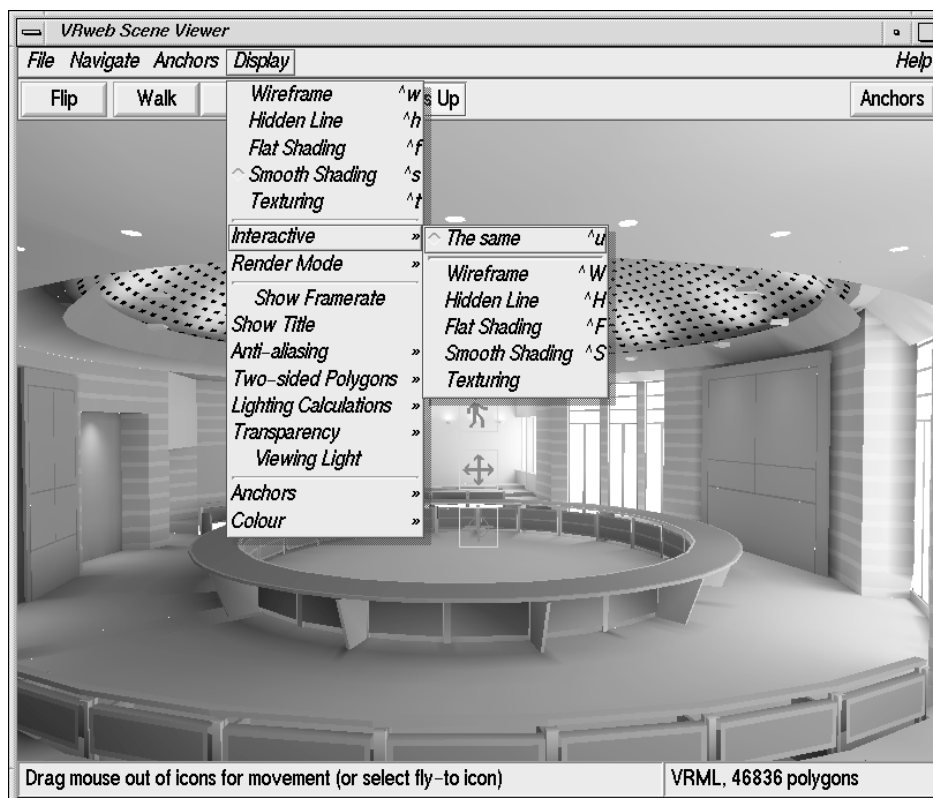 VRweb Scene Viewer
File Navigate Anchors Display Help
Flip Walk s Up Anchors
Wireframe ^w
Hidden Line ^h
Flat Shading ^f
Smooth Shading ^s
Texturing ^t
Interactive »
Render Mode »
Show Framerate
Show Title
Anti-aliasing »
Two-sided Polygons »
Lighting Calculations »
Transparency »
Viewing Light
Anchors »
Colour »
The same ^u
Wireframe ^W
Hidden Line ^H
Flat Shading ^F
Smooth Shading ^S
Texturing
Drag mouse out of icons for movement (or select fly-to icon)
VRML, 46836 polygons